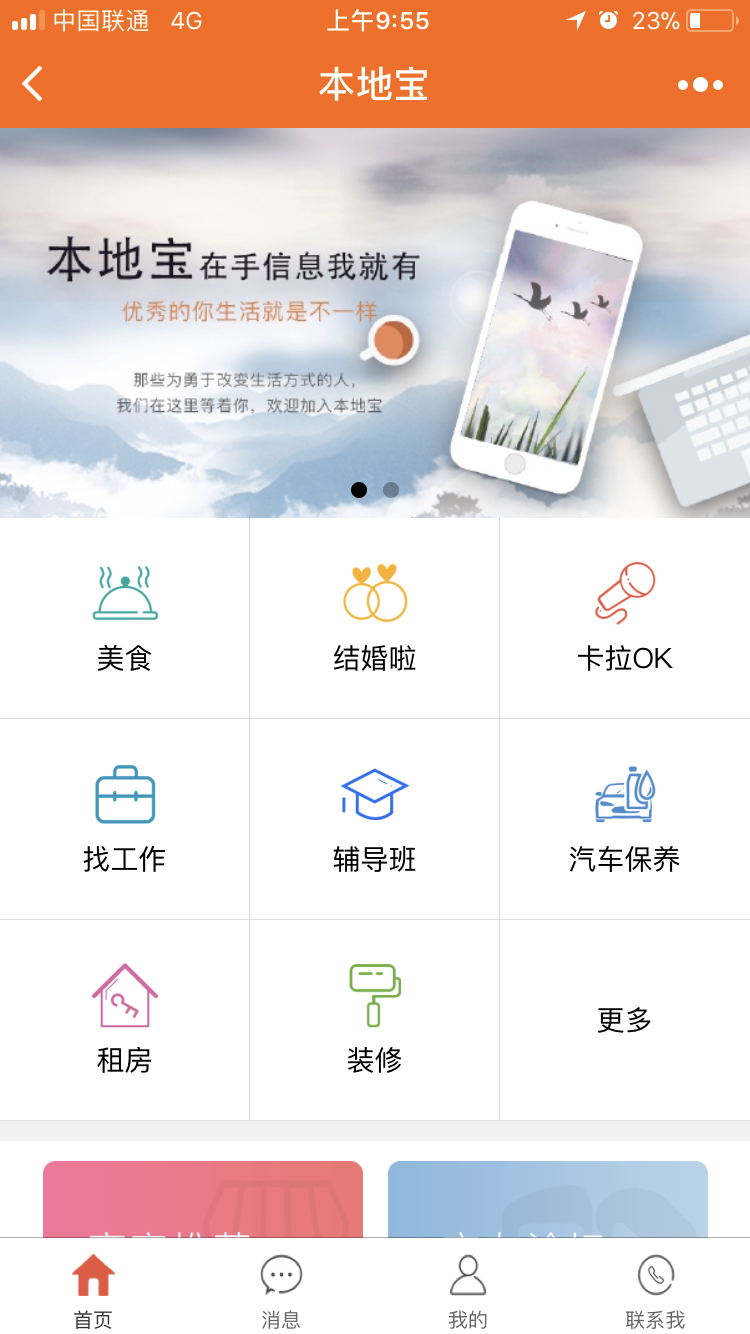 中国联通 4G 上午9:55 23%
本地宝
本地宝在手信息我就有
优秀的你生活就是不一样
那些为勇于改变生活方式的人，
我们在这里等着你，欢迎加入本地宝
美食 结婚啦 卡拉OK
找工作 辅导班 汽车保养
租房 装修 更多
首页 消息 我的 联系我